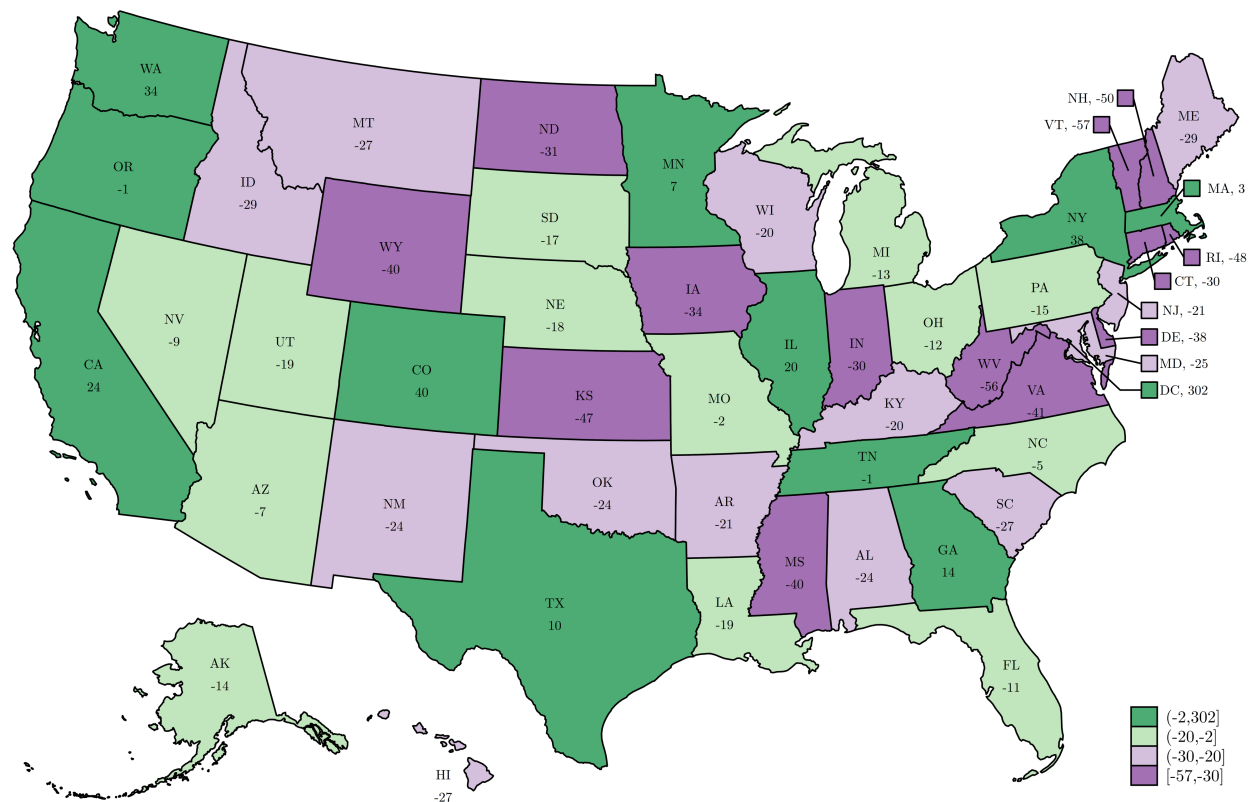 WA
34
MT
-27
ND
-31
MN
7
NH, -50
VT, -57
ME
-29
OR
-1
ID
-29
SD
-17
WI
-20
MA, 3
NY
38
WY
-40
MI
-13
RI, -48
CT, -30
NV
-9
NE
-18
IA
-34
PA
-15
NJ, -21
UT
-19
IL
20
IN
-30
OH
-12
DE, -38
MD, -25
DC, 302
CA
24
CO
40
KS
-47
MO
-2
WV
-56
VA
-41
KY
-20
NC
-5
TN
-1
AZ
-7
NM
-24
OK
-24
AR
-21
SC
-27
MS
-40
AL
-24
GA
14
TX
10
LA
-19
FL
-11
AK
-14
HI
-27
(-2,302]
(-20,-2]
(-30,-20]
[-57,-30]